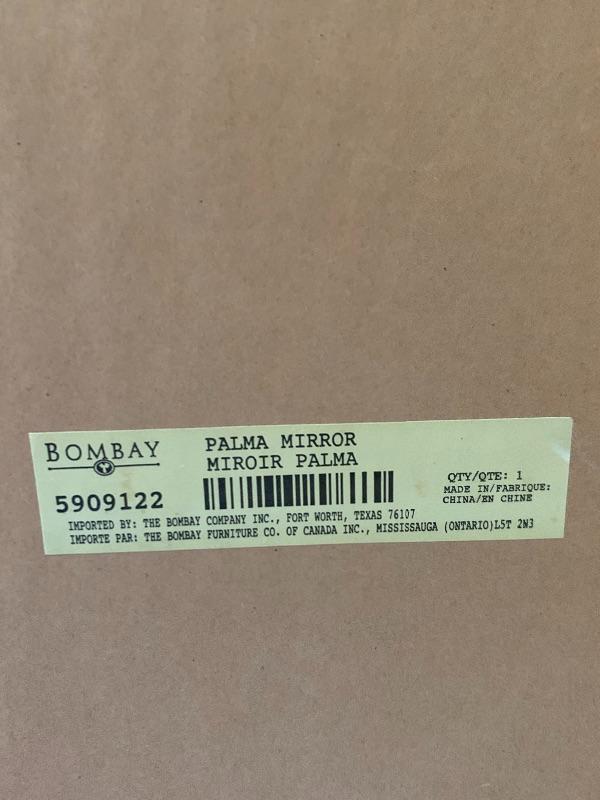 BOMBAY
PALMA MIRROR
MIROIR PALMA
5909122
QTY/QTE: 1
MADE IN/FABRIQUE:
CHINA/EN CHINE
IMPORTED BY: THE BOMBAY COMPANY INC., FORT WORTH, TEXAS 76107
IMPORTE PAR: THE BOMBAY FURNITURE CO. OF CANADA INC., MISSISSAUGA (ONTARIO)L5T 2N3